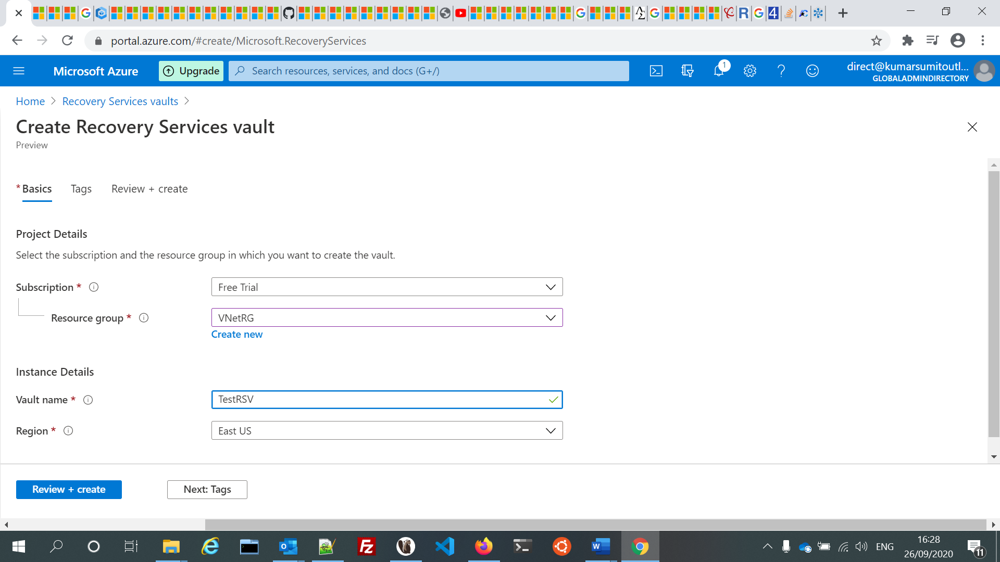 portal.azure.com/#create/Microsoft.RecoveryServices
Microsoft Azure
Upgrade
Search resources, services, and docs (G+/)
1
direct@kumarsumitoutl...
GLOBALADMINDIRECTORY
Home
Recovery Services vaults
Create Recovery Services vault
Preview
* Basics
Tags
Review + create
Project Details
Select the subscription and the resource group in which you want to create the vault.
Subscription *
Free Trial
Resource group *
VNetRG
Create new
Instance Details
Vault name *
TestRSV
Region *
East US
Review + create
Next: Tags
ENG
16:28
26/09/2020
11